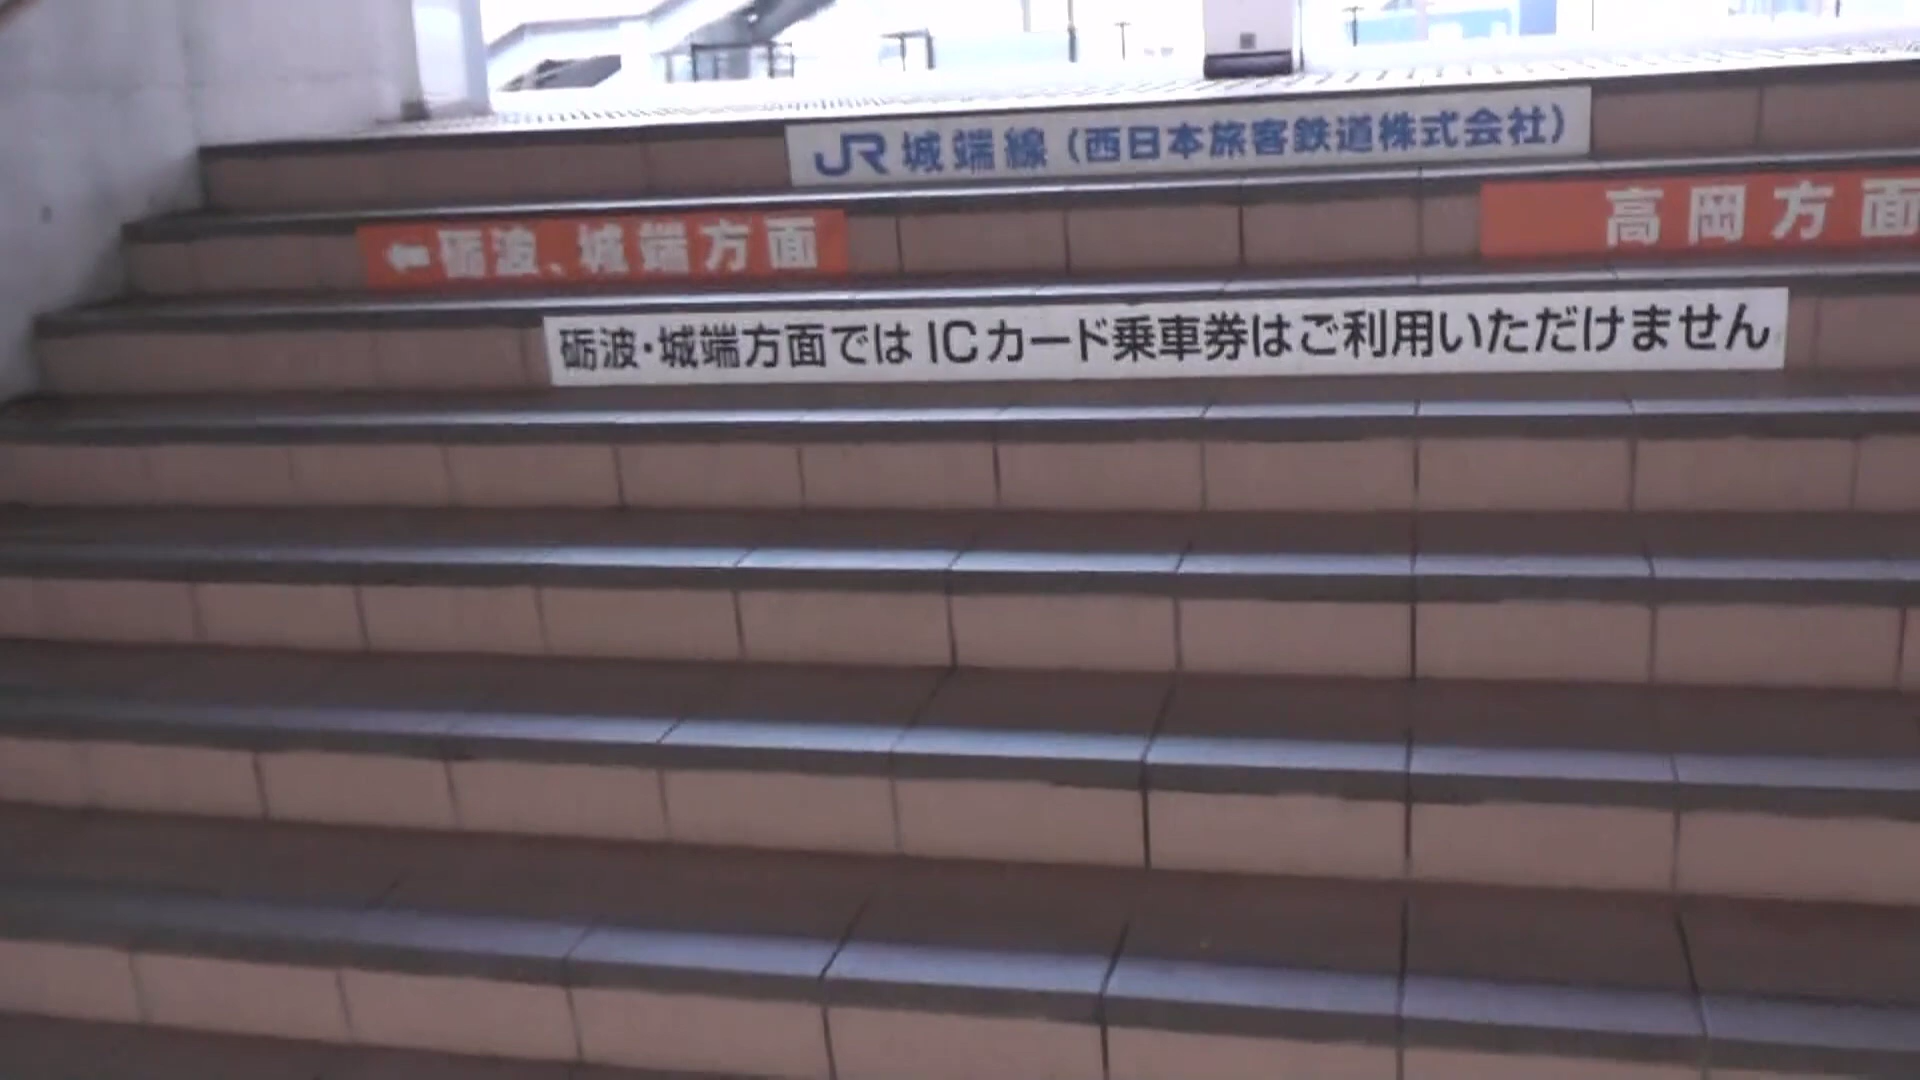 JR 城端線(西日本旅客鉄道株式会社)
←砺波、城端方面
高岡方面
砺波・城端方面ではICカード乗車券はご利用いただけません